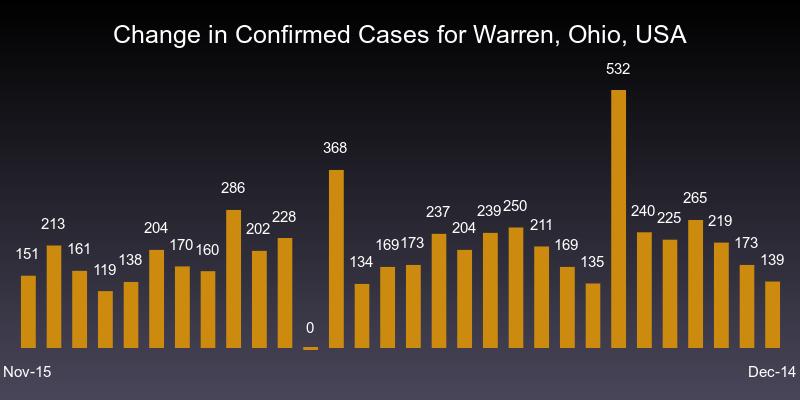 Change in Confirmed Cases for Warren, Ohio, USA
532
368
286
265
237 239 250 240
213 204 202 228 204 211 225 219
151 161 119 138 170 160 134 169 173 169 135 173 139
0
Nov-15 Dec-14